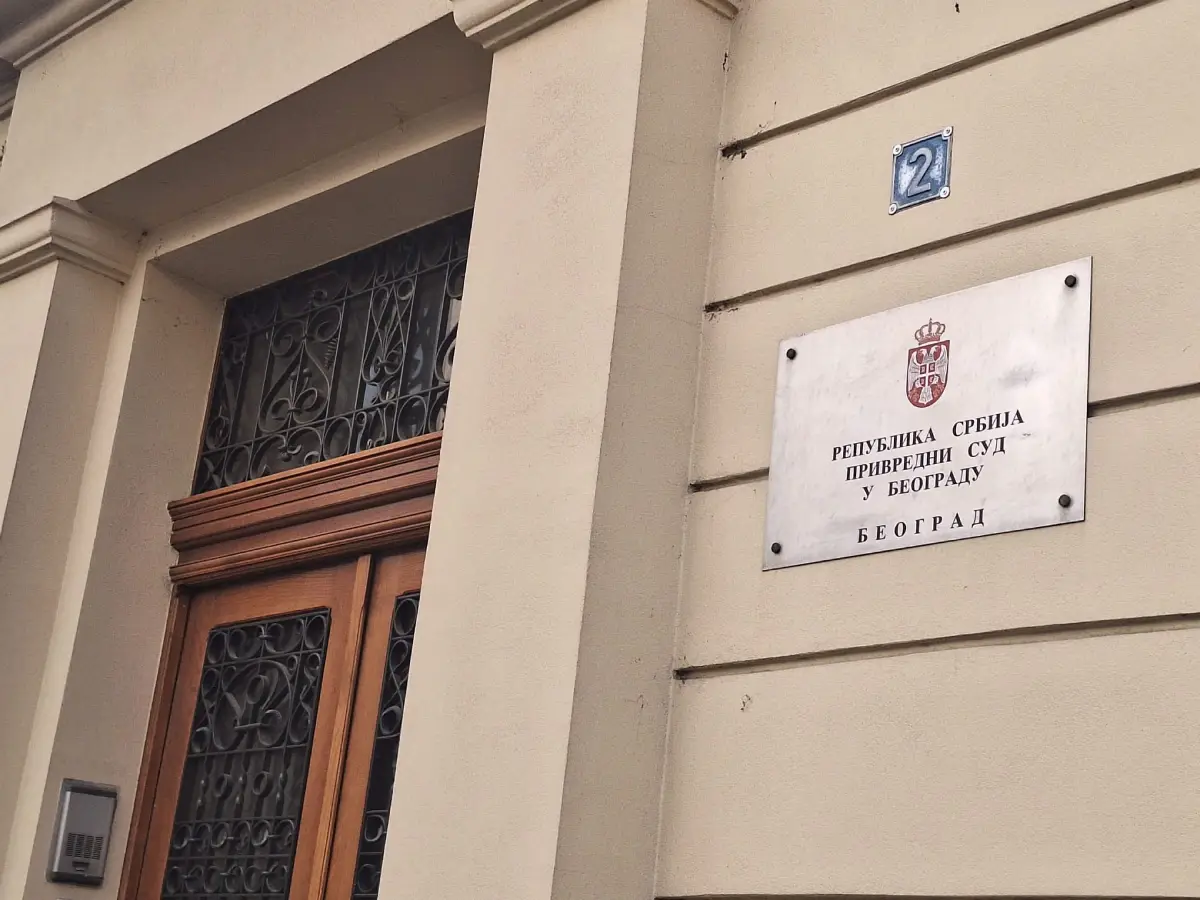 2
РЕПУБЛИКА СРБИЈА
ПРИВРЕДНИ СУД
У БЕОГРАДУ
БЕОГРАД